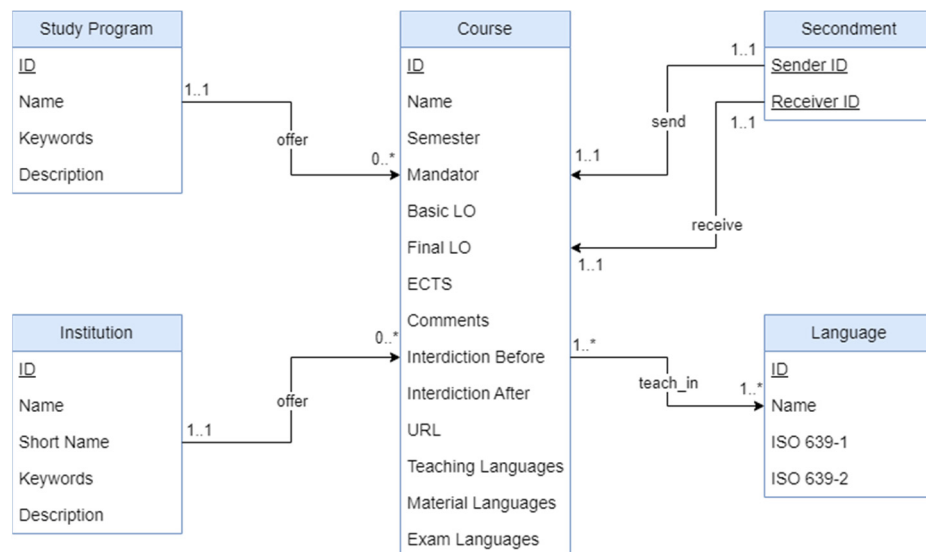 Study Program
ID
Name
Keywords
Description
1..1
offer
0..*
Course
ID
Name
Semester
Mandator
Basic LO
Final LO
ECTS
Comments
Interdiction Before
Interdiction After
URL
Teaching Languages
Material Languages
Exam Languages
Secondment
Sender ID
Receiver ID
1..1
send
1..1
1..1
receive
1..1
Institution
ID
Name
Short Name
Keywords
Description
1..1
offer
0..*
1..*
teach_in
1..*
Language
ID
Name
ISO 639-1
ISO 639-2